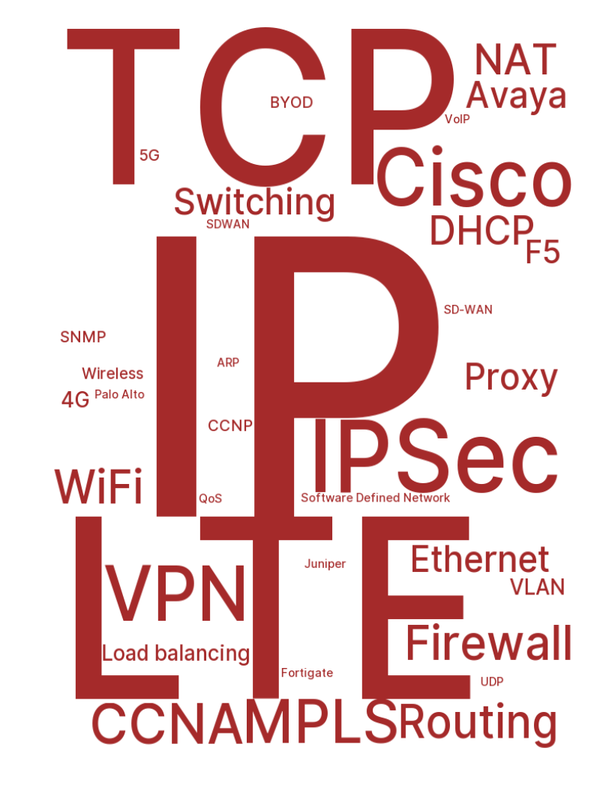 TCP
NAT
Avaya
BYOD
VoIP
5G
Cisco
Switching
SDWAN
DHCP
F5
IP
SD-WAN
SNMP
ARP
Wireless
Proxy
4G
Palo Alto
CCNP
IPSec
WiFi
QoS
Software Defined Network
LTE
Ethernet
Juniper
VLAN
VPN
Firewall
Load balancing
Fortigate
UDP
CCNA
MPLS
Routing